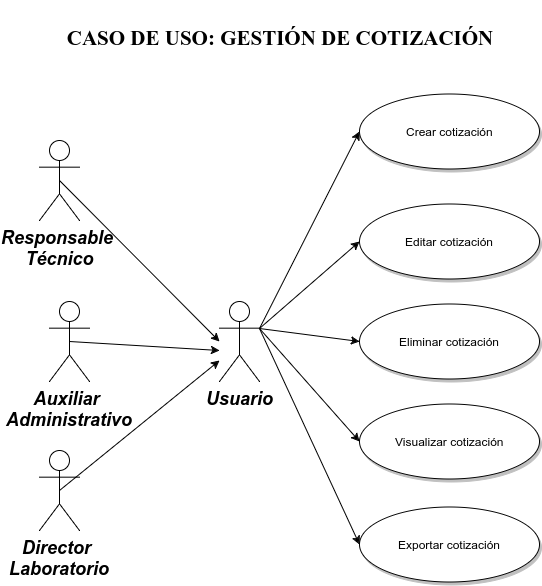 CASO DE USO: GESTIÓN DE COTIZACIÓN
Crear cotización
Responsable
Técnico
Editar cotización
Eliminar cotización
Auxiliar
Administrativo
Usuario
Visualizar cotización
Director
Laboratorio
Exportar cotización